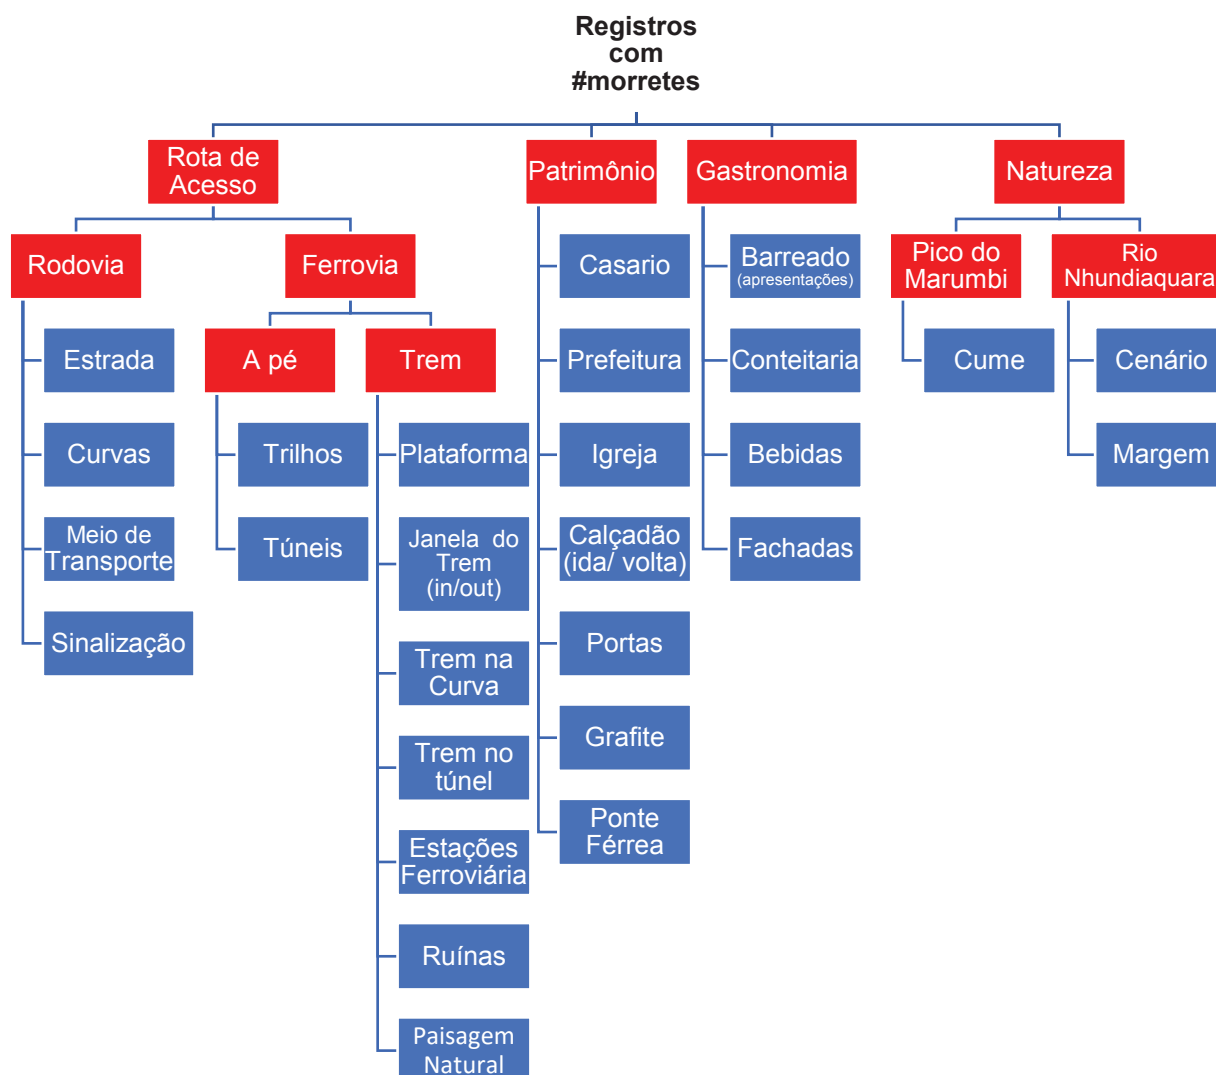 Registros
com
#morretes
Rota de
Acesso
Patrimônio
Gastronomia
Natureza
Rodovia
Ferrovia
Casario
Barreado
(apresentações)
Pico do
Marumbi
Rio
Nhundiaquara
Estrada
A pé
Trem
Prefeitura
Conteitaria
Cume
Cenário
Curvas
Trilhos
Plataforma
Igreja
Bebidas
Margem
Meio de
Transporte
Túneis
Janela do
Trem
(in/out)
Calçadão
(ida/ volta)
Fachadas
Sinalização
Trem na
Curva
Portas
Trem no
túnel
Grafite
Estações
Ferroviária
Ponte
Férrea
Ruínas
Paisagem
Natural